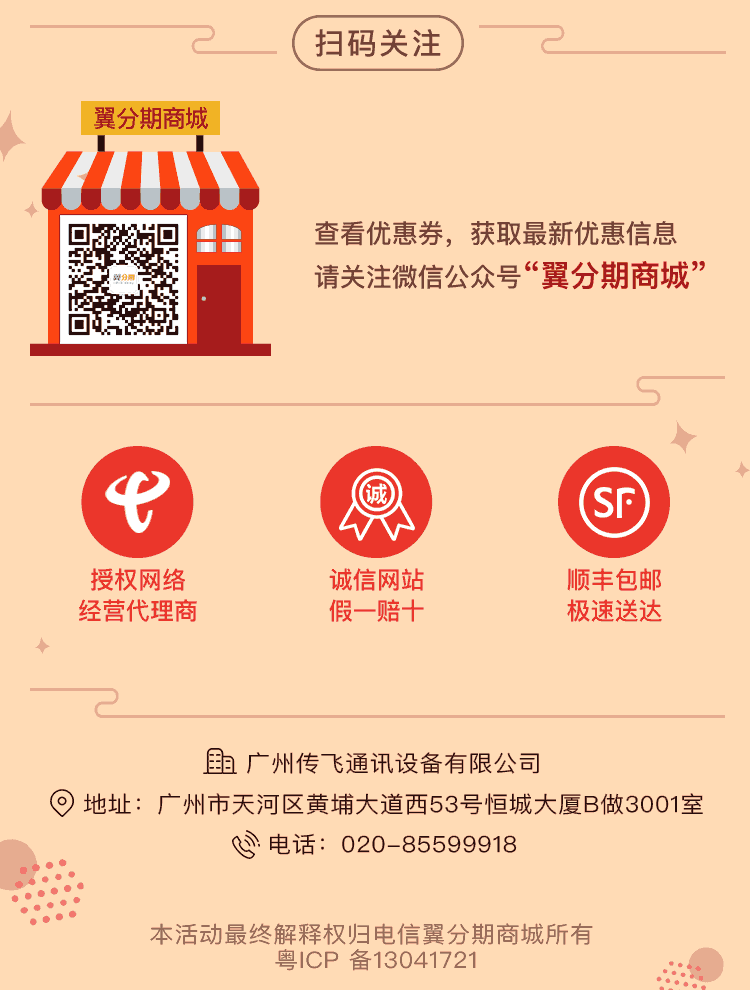 扫码关注
翼分期商城
查看优惠券，获取最新优惠信息
请关注微信公众号“翼分期商城”
翼分期
诚
SF
授权网络
经营代理商
诚信网站
假一赔十
顺丰包邮
极速送达
广州传飞通讯设备有限公司
地址：广州市天河区黄埔大道西53号恒城大厦B做3001室
电话：020-85599918
本活动最终解释权归电信翼分期商城所有
粤ICP 备13041721